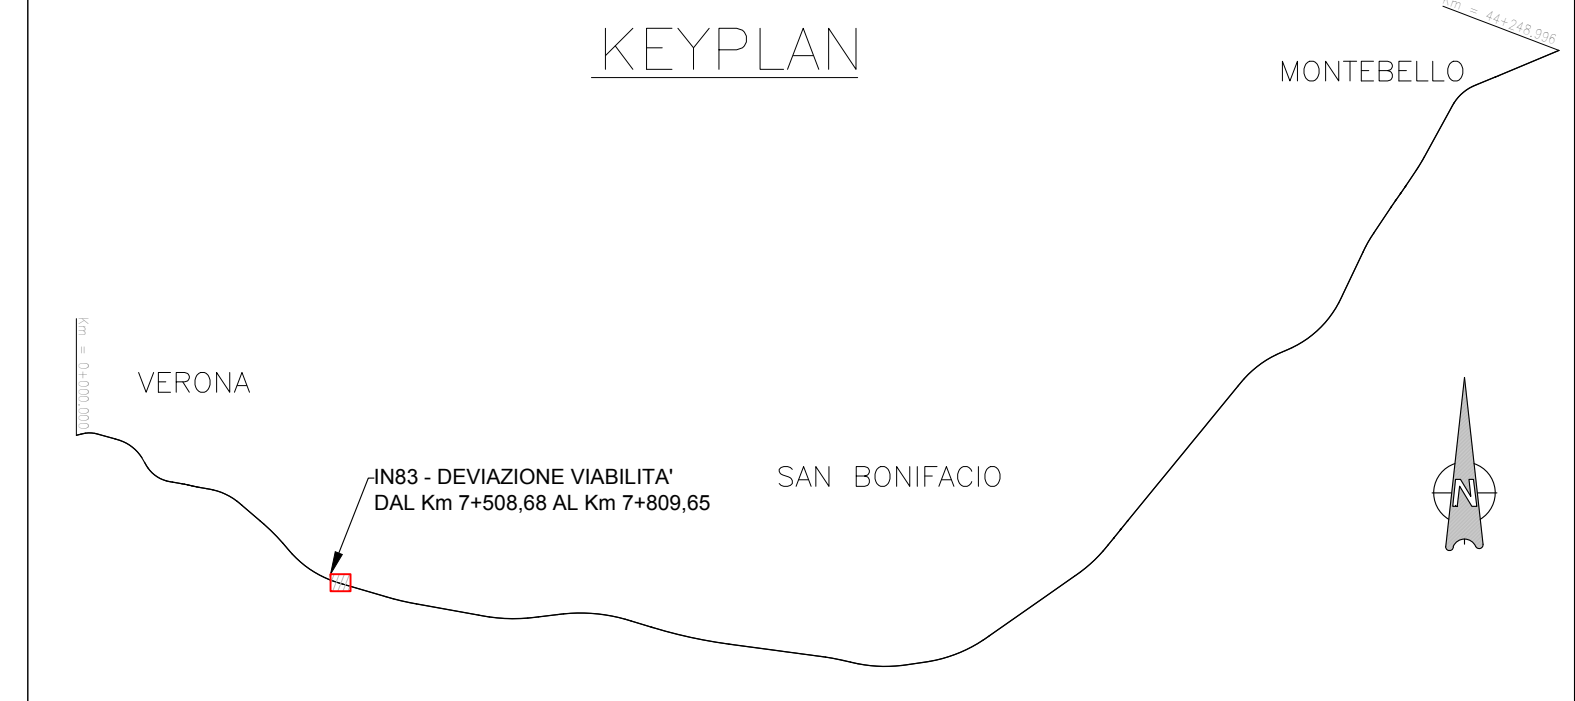 KEYPLAN
Km = 44+248,996
MONTEBELLO
Km = 0+000,000
VERONA
IN83 - DEVIAZIONE VIABILITA'
DAL Km 7+508,68 AL Km 7+809,65
SAN BONIFACIO
N